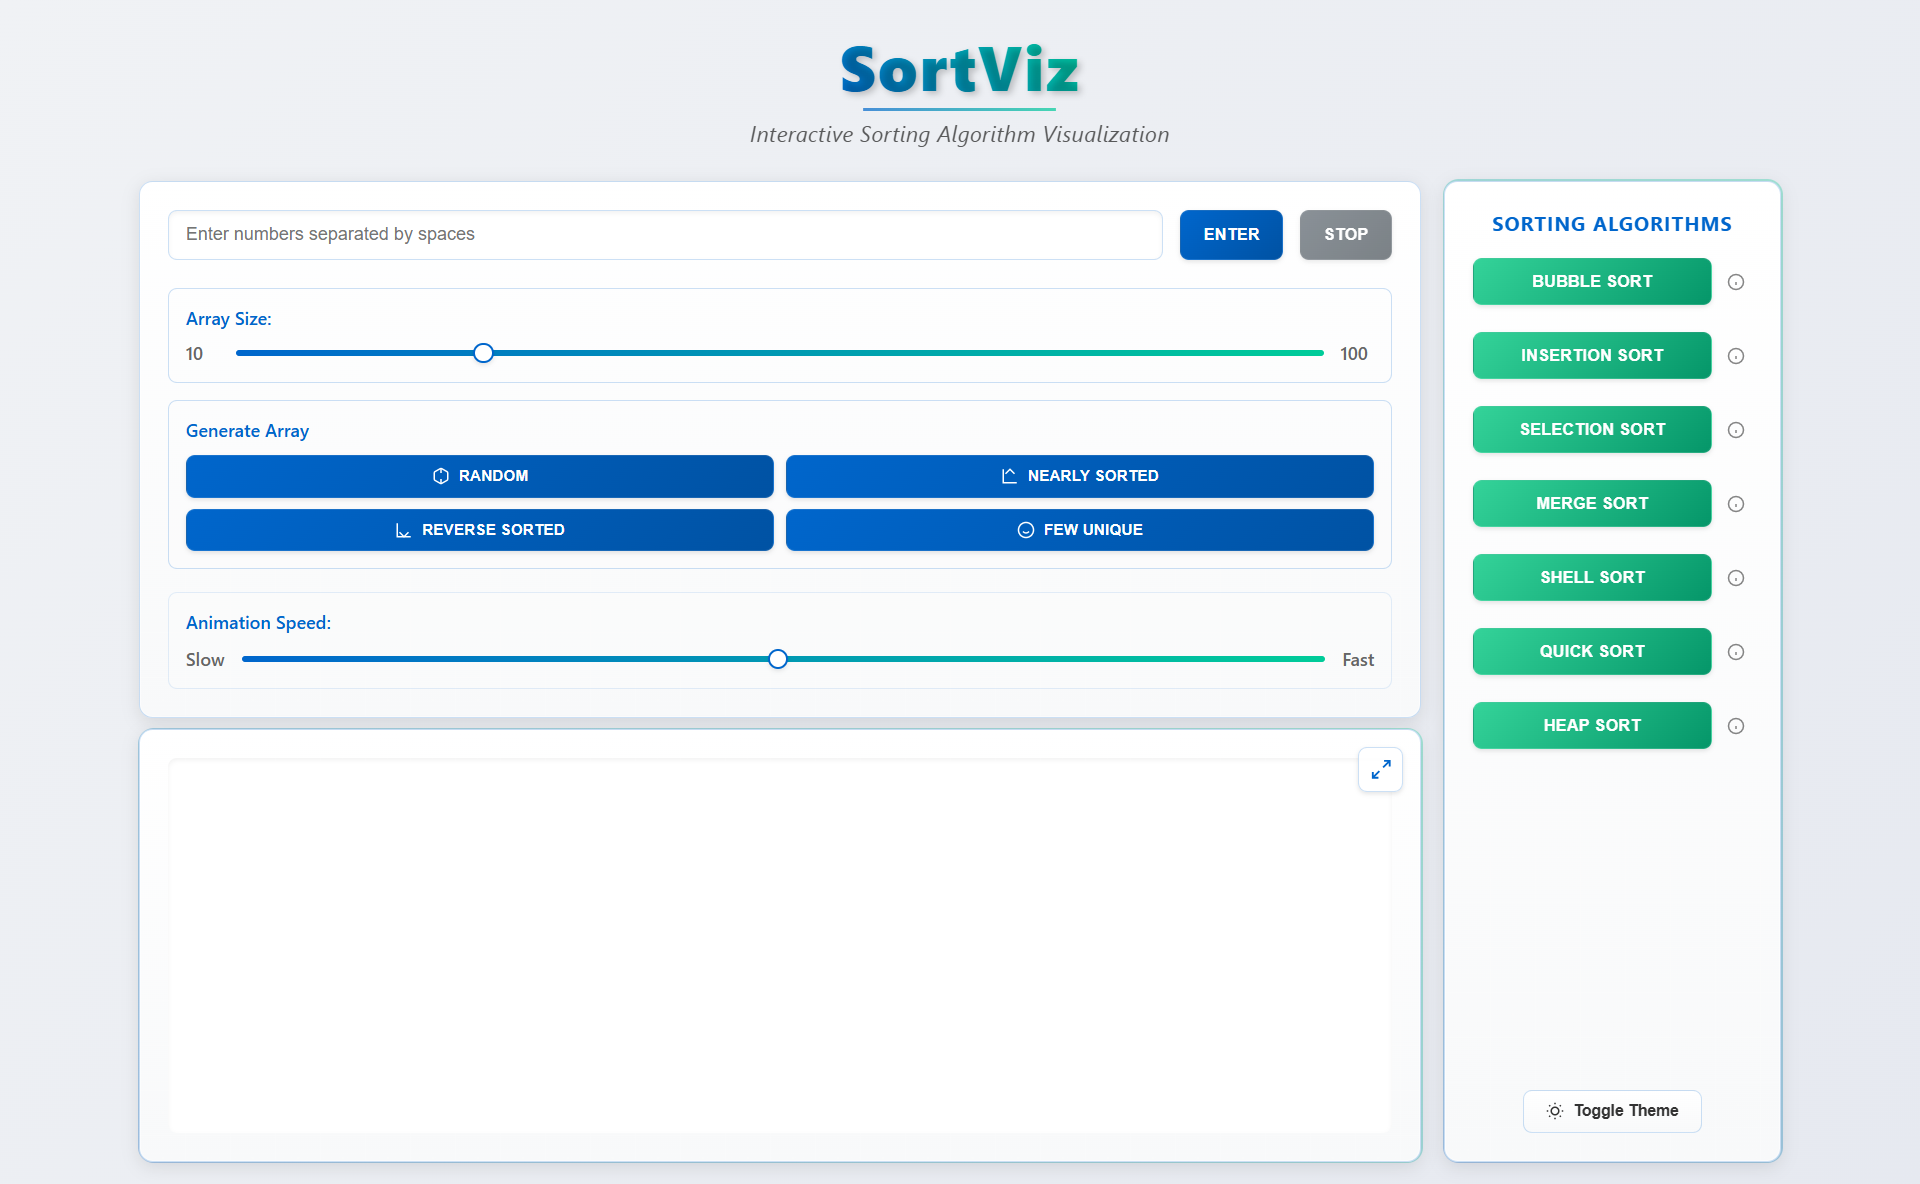 SortViz
Interactive Sorting Algorithm Visualization
Enter numbers separated by spaces
ENTER
STOP
Array Size:
10
100
Generate Array
RANDOM
NEARLY SORTED
REVERSE SORTED
FEW UNIQUE
Animation Speed:
Slow
Fast
SORTING ALGORITHMS
BUBBLE SORT
INSERTION SORT
SELECTION SORT
MERGE SORT
SHELL SORT
QUICK SORT
HEAP SORT
Toggle Theme